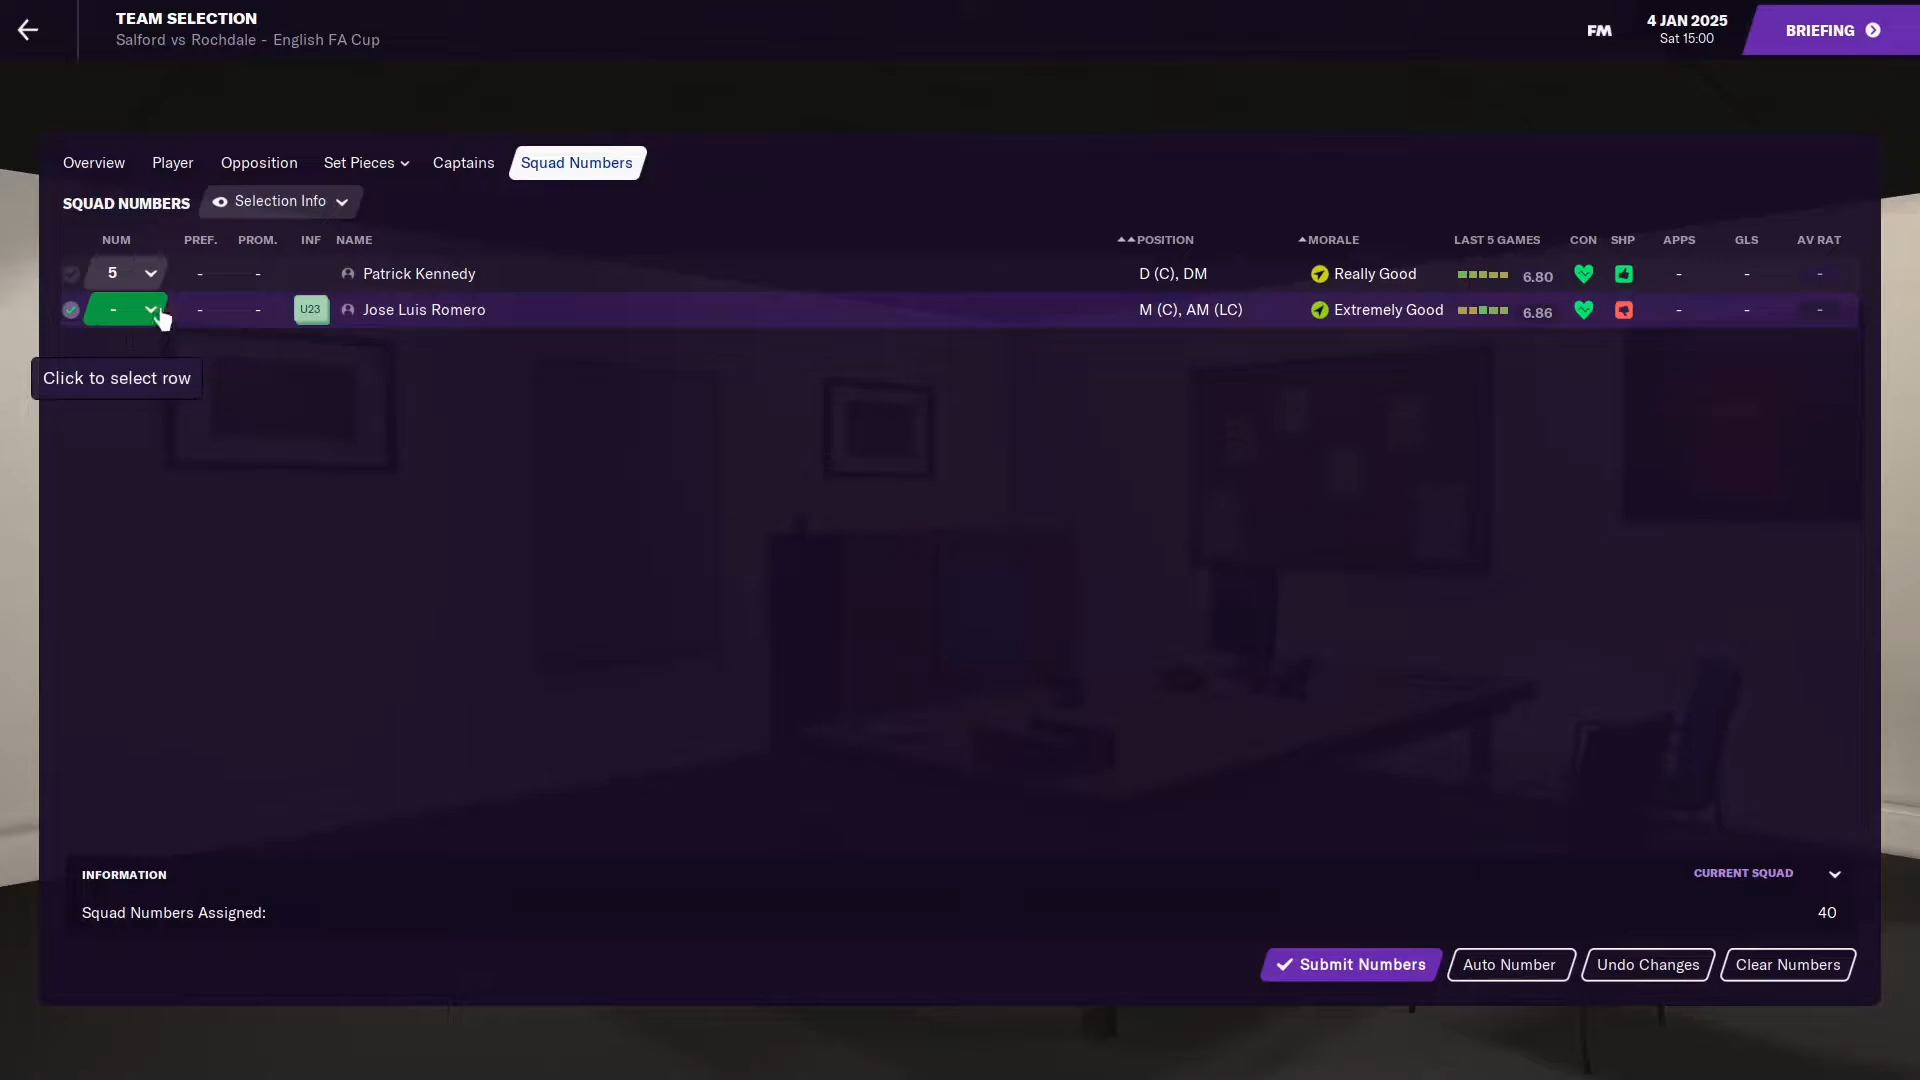 TEAM SELECTION
Salford vs Rochdale - English FA Cup
FM
4 JAN 2025
Sat 15:00
BRIEFING
Overview Player Opposition Set Pieces Captains Squad Numbers
SQUAD NUMBERS Selection Info
NUM PREF. PROM. INF NAME POSITION MORALE LAST 5 GAMES CON SHP APPS GLS AV RAT
5 - - Patrick Kennedy D (C), DM Really Good 6.80 - - -
- - - U23 Jose Luis Romero M (C), AM (LC) Extremely Good 6.86 - - -
Click to select row
INFORMATION CURRENT SQUAD
Squad Numbers Assigned: 40
Submit Numbers Auto Number Undo Changes Clear Numbers